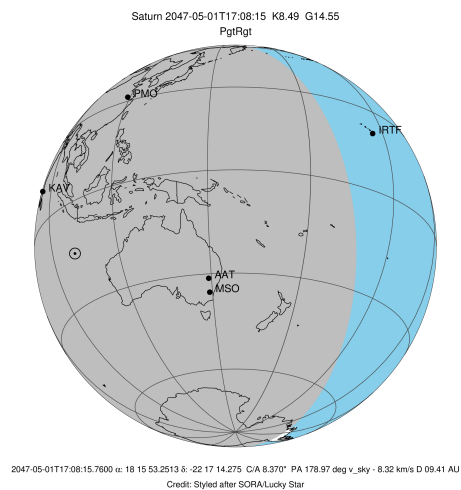 Saturn 2047-05-01T17:08:15 K8.49 G14.55
PgtRgt
PMO
IRTF
KAV
AAT
MSO
2047-05-01T17:08:15.7600 α: 18 15 53.2513 δ: -22 17 14.275 C/A 8.370" PA 178.97 deg v_sky - 8.32 km/s D 09.41 AU
Credit: Styled after SORA/Lucky Star